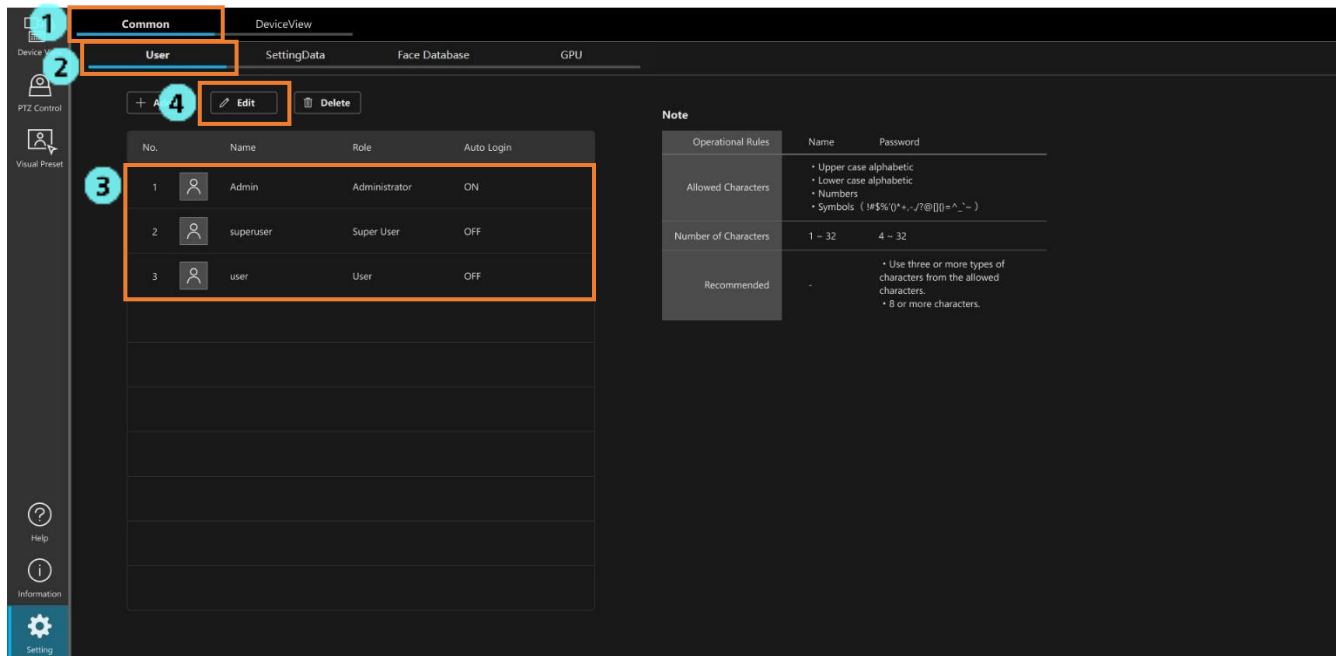 1
Common
DeviceView
Device
2
User
SettingData
Face Database
GPU
PTZ Control
Visual Preset
+
4
Edit
Delete
No.
Name
Role
Auto Login
3
1
Admin
Administrator
ON
2
superuser
Super User
OFF
3
user
User
OFF
Note
Operational Rules
Name
Password
Allowed Characters
・Upper case alphabetic
・Lower case alphabetic
・Numbers
Number of Characters
1 ~ 32
4 ~ 32
Recommended
-
・Use three or more types of
characters from the allowed
characters.
・8 or more characters.
Help
Information
Setting